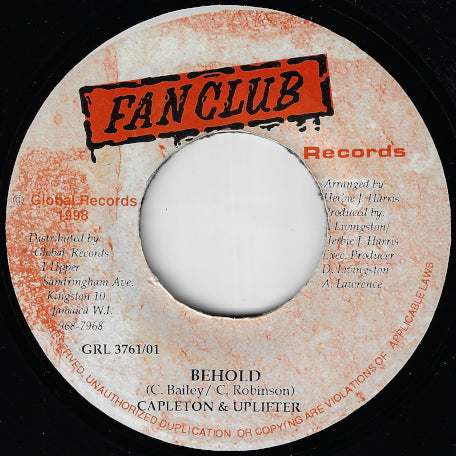 FAN CLUB
Records
© Global Records
1998
Distributed by:
Global Records
1 Upper
Sandringham Ave.
Kingston 10
Jamaica W.I.
968-7968
Arranged by
Herbie J. Harris
Produced by
Livingston/
Herbie J. Harris
Exec. Producer
D. Livingston
A. Lawrence
GRL 3761/01
BEHOLD
(C. Bailey/ C. Robinson)
CAPLETON & UPLIFTER
UNAUTHORIZED DUPLICATION OR COPYING ARE VIOLATIONS OF APPLICABLE LAWS